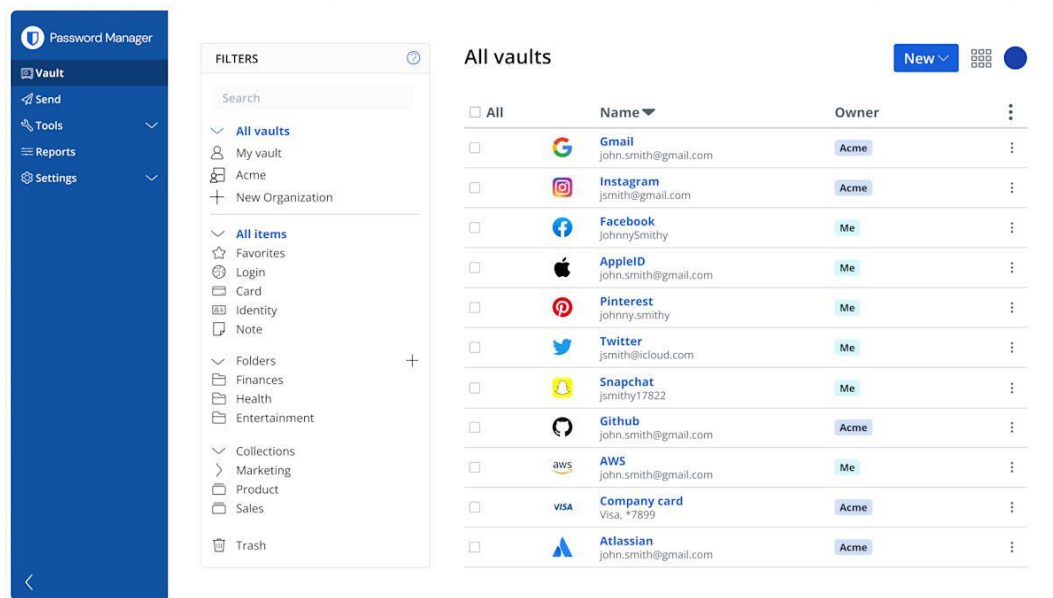 Password Manager
Vault
Send
Tools
Reports
Settings
FILTERS
Search
All vaults
My vault
Acme
New Organization
All items
Favorites
Login
Card
Identity
Note
Folders
Finances
Health
Entertainment
Collections
Marketing
Product
Sales
Trash
All vaults
New
All Name Owner
Gmail
john.smith@gmail.com
Acme
Instagram
jsmith@gmail.com
Acme
Facebook
JohnnySmithy
Me
AppleID
john.smith@gmail.com
Me
Pinterest
johnny.smithy
Me
Twitter
jsmith@icloud.com
Me
Snapchat
jsmithy17822
Me
Github
john.smith@gmail.com
Acme
aws
AWS
john.smith@gmail.com
Me
VISA
Company card
Visa, *7899
Acme
Atlassian
john.smith@gmail.com
Acme